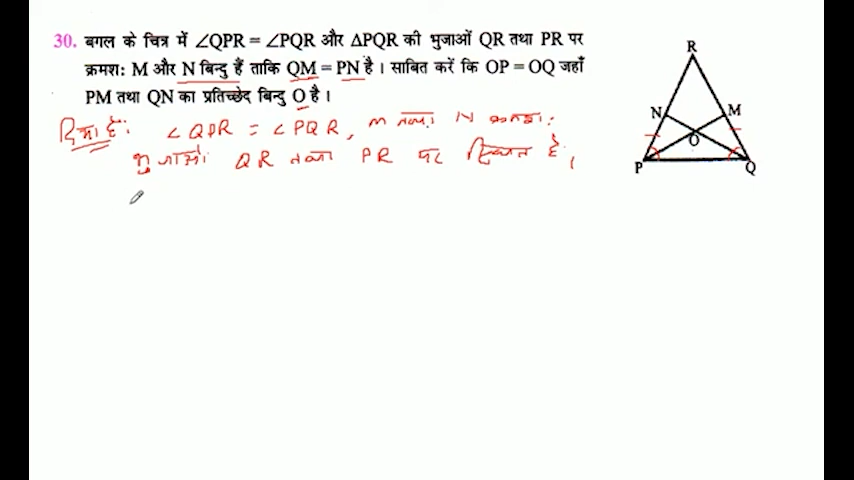 30. बगल के चित्र में ∠QPR = ∠PQR और ΔPQR की भुजाओं QR तथा PR पर
क्रमश: M और N बिन्दु हैं ताकि QM = PN है । साबित करें कि OP = OQ जहाँ
PM तथा QN का प्रतिच्छेद बिन्दु O है ।
दिया है: ∠QPR = ∠PQR, M तथा N क्रमशः
भुजाओं QR तथा PR पर स्थित है,
R
N M
O
P Q